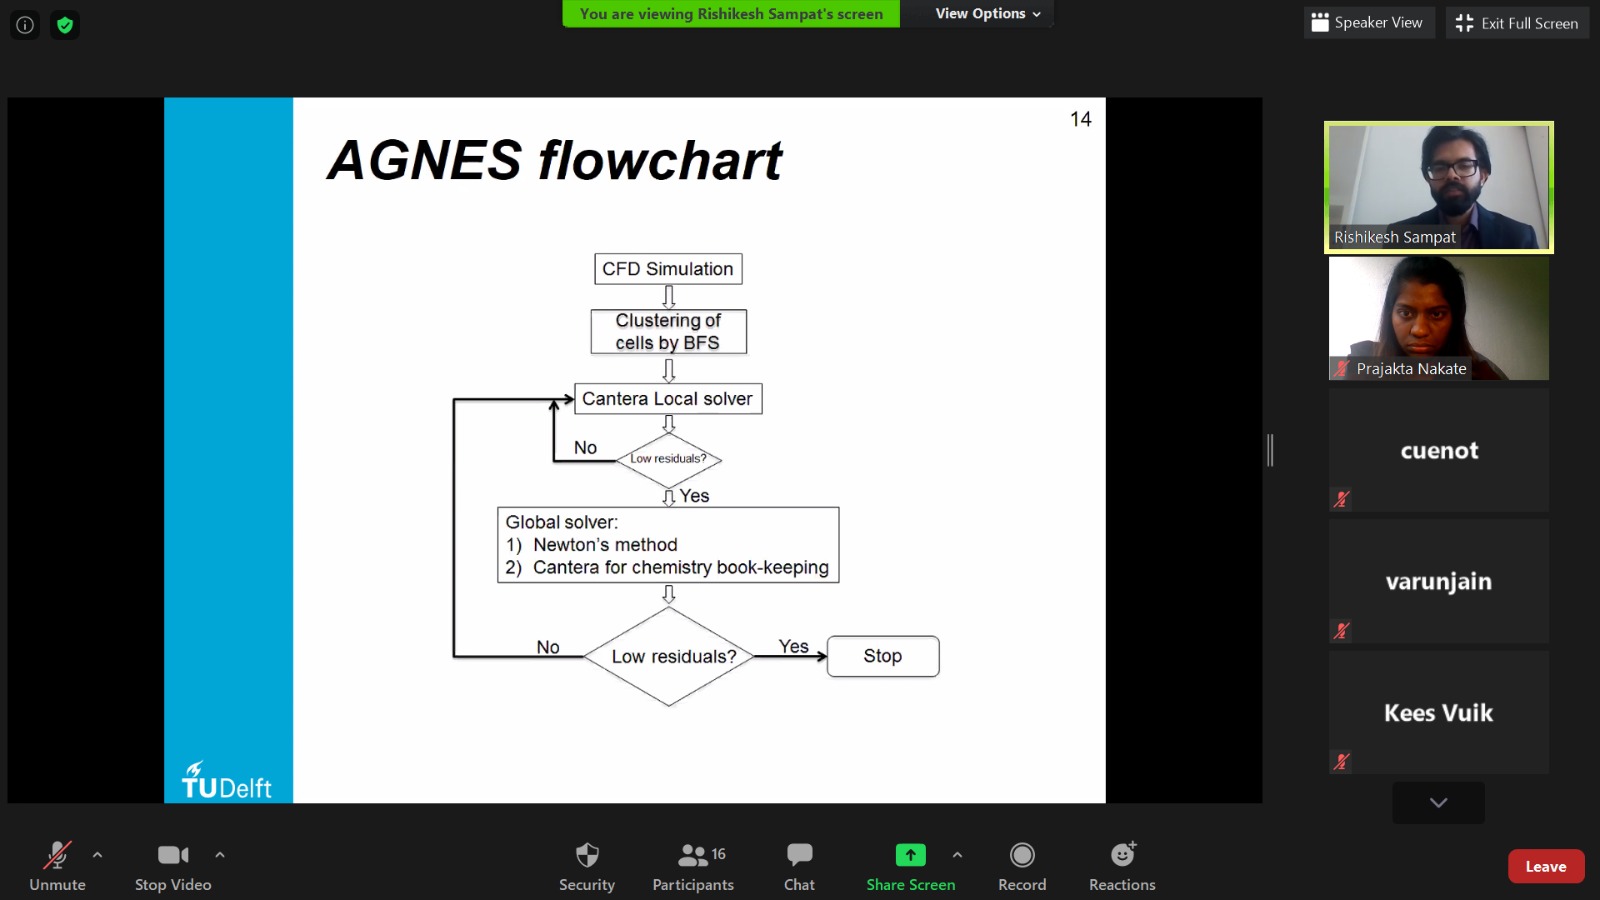 You are viewing Rishikesh Sampat's screen
View Options
Speaker View
Exit Full Screen
14
AGNES flowchart
CFD Simulation
Clustering of
cells by BFS
Cantera Local solver
No
Low residuals?
Yes
Global solver:
1) Newton's method
2) Cantera for chemistry book-keeping
No
Low residuals?
Yes
Stop
TUDelft
Rishikesh Sampat
Prajakta Nakate
cuenot
varunjain
Kees Vuik
Unmute
Stop Video
Security
16
Participants
Chat
Share Screen
Record
Reactions
Leave